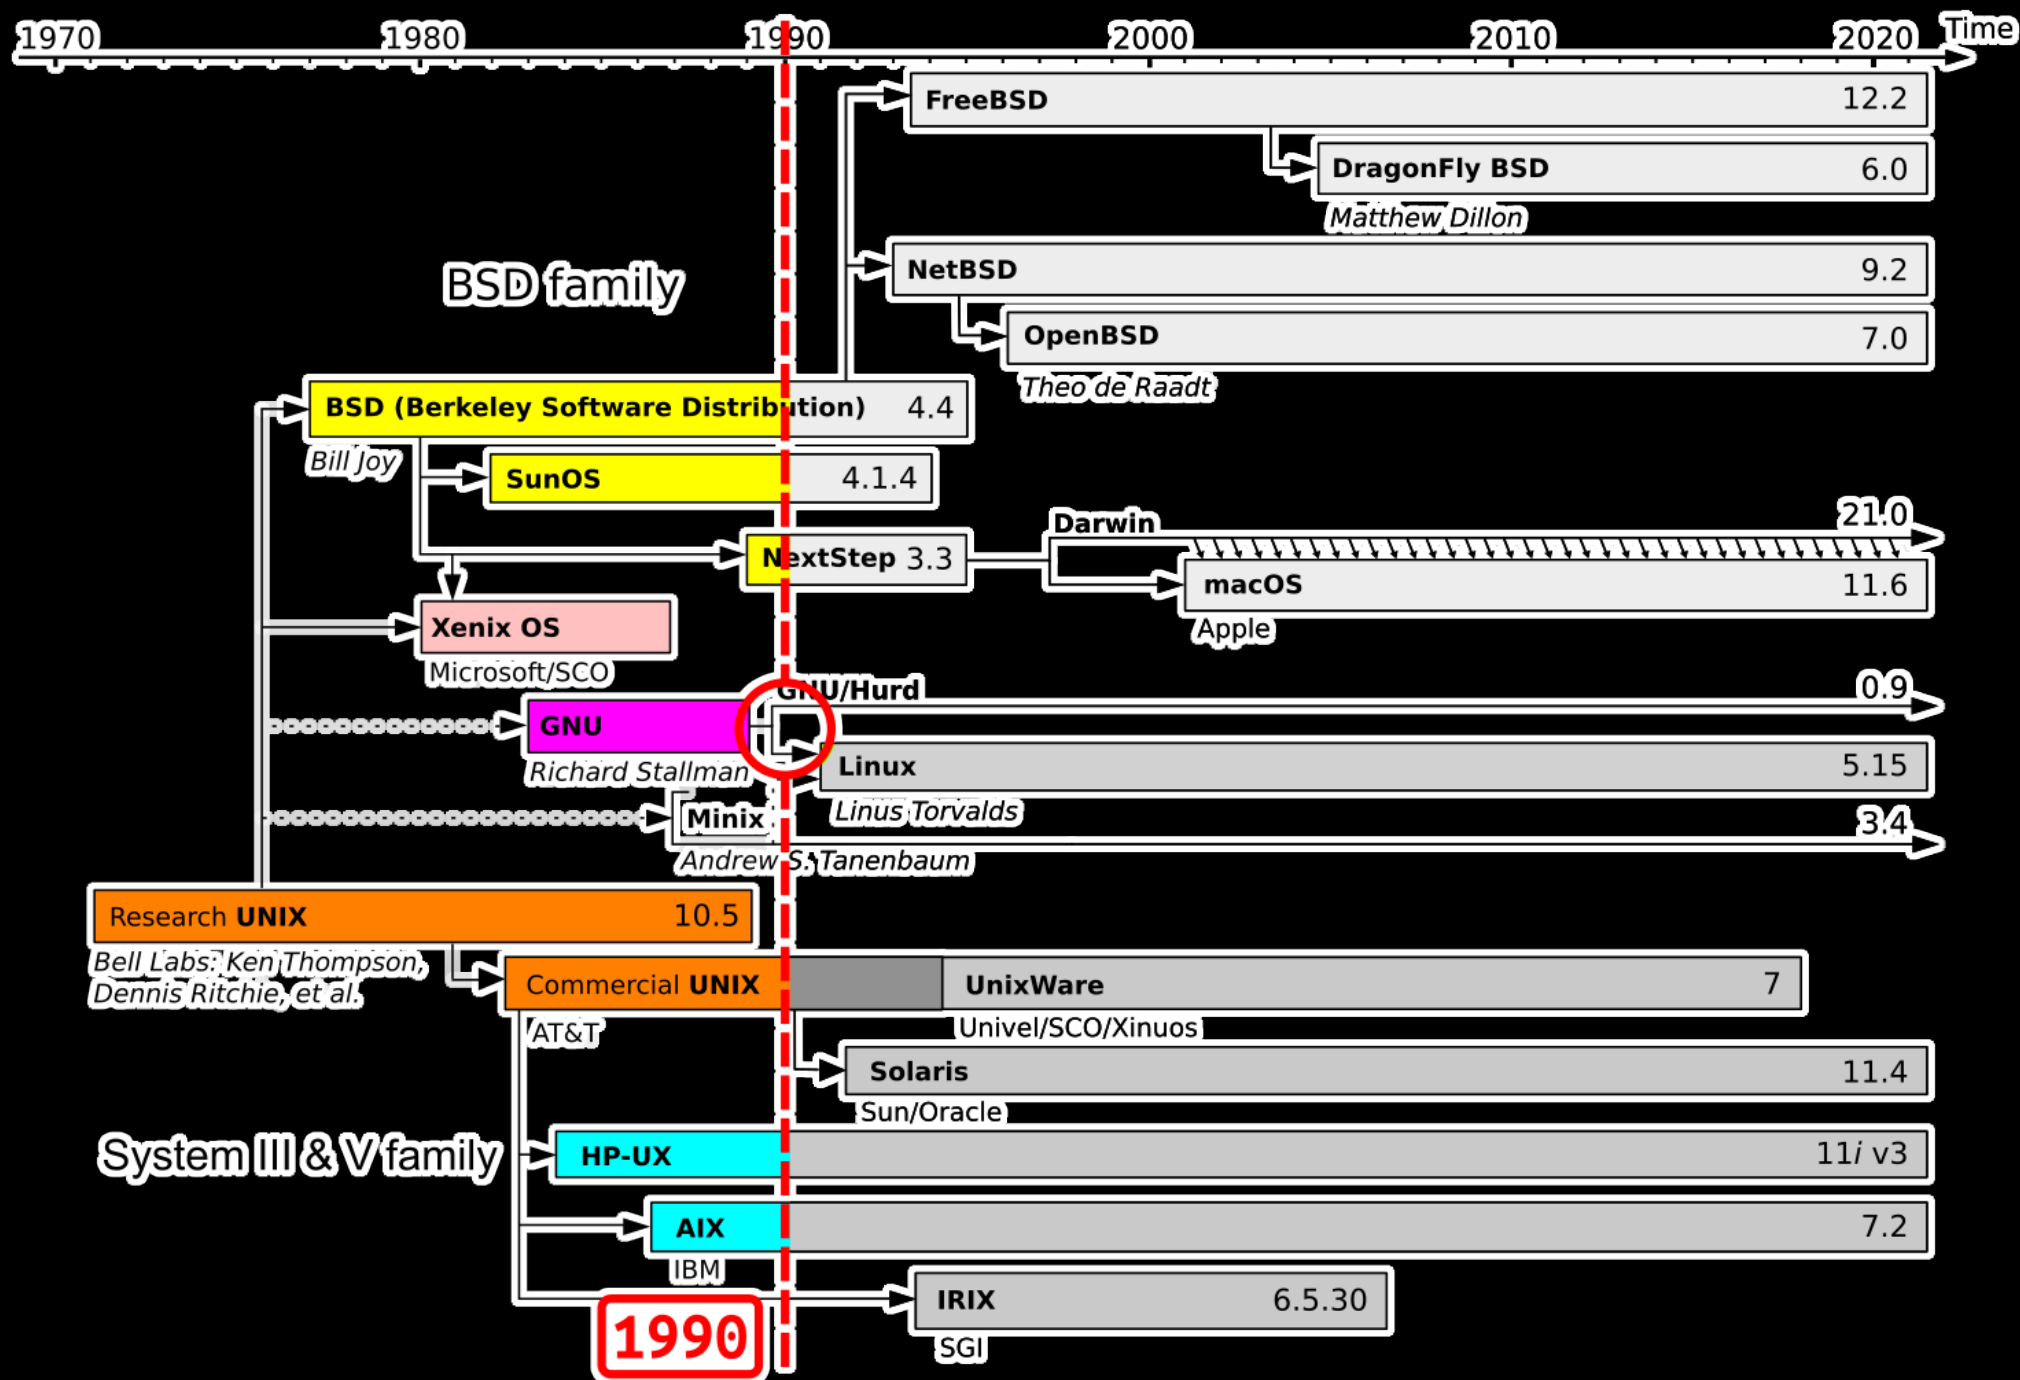 1970 1980 1990 2000 2010 2020 Time
FreeBSD 12.2
DragonFly BSD 6.0
Matthew Dillon
BSD family
NetBSD 9.2
OpenBSD 7.0
Theo de Raadt
BSD (Berkeley Software Distribution) 4.4
Bill Joy
SunOS 4.1.4
Darwin 21.0
NextStep 3.3
macOS 11.6
Apple
Xenix OS
Microsoft/SCO
GNU/Hurd 0.9
GNU
Richard Stallman
Linux 5.15
Linus Torvalds
Minix 3.4
Andrew S. Tanenbaum
Research UNIX 10.5
Bell Labs: Ken Thompson,
Dennis Ritchie, et al.
Commercial UNIX
AT&T
UnixWare 7
Univel/SCO/Xinuos
Solaris 11.4
Sun/Oracle
System III & V family
HP-UX 11i v3
AIX 7.2
IBM
IRIX 6.5.30
SGI
1990